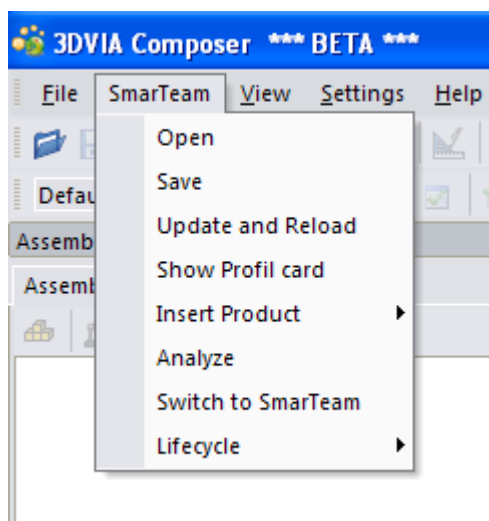 3DVIA Composer *** BETA ***
File SmarTeam View Settings Help
Open
Save
Update and Reload
Show Profil card
Insert Product
Analyze
Switch to SmarTeam
Lifecycle